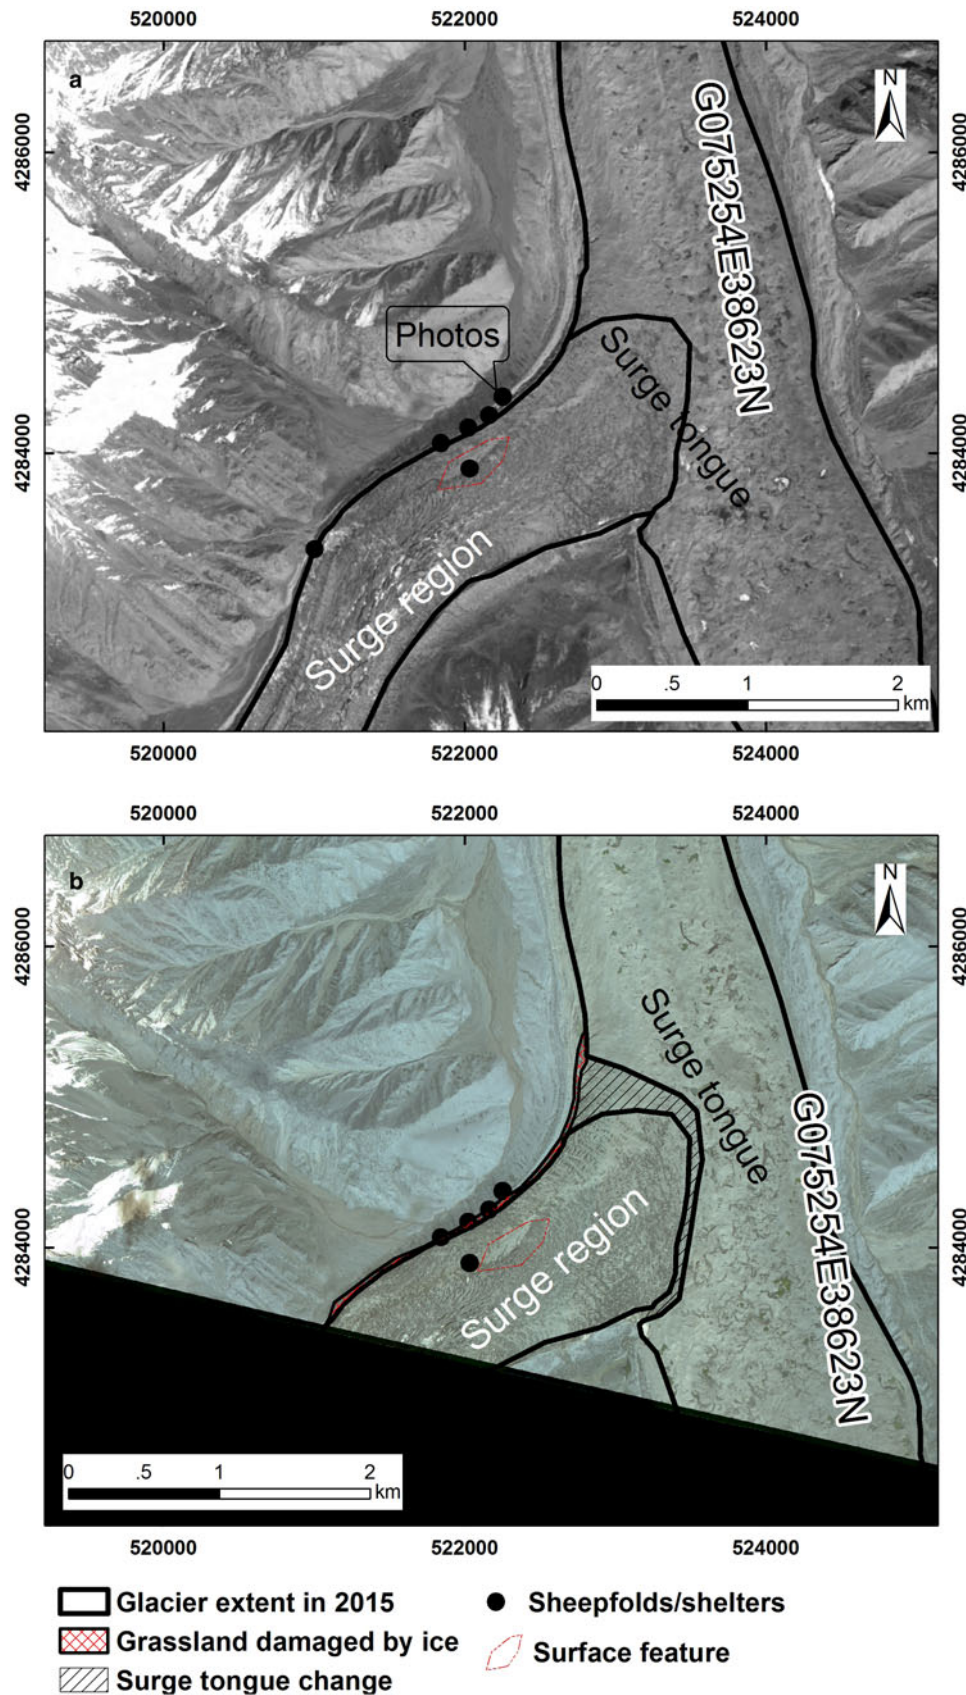 520000 522000 524000
a
N
4286000
4286000
G075254E38623N
Photos
Surge tongue
4284000
4284000
Surge region
0 .5 1 2
km
520000 522000 524000
520000 522000 524000
b
N
4286000
4286000
Surge tongue
G075254E38623N
4284000
4284000
Surge region
0 .5 1 2
km
520000 522000 524000
Glacier extent in 2015
Sheepfolds/shelters
Grassland damaged by ice
Surface feature
Surge tongue change